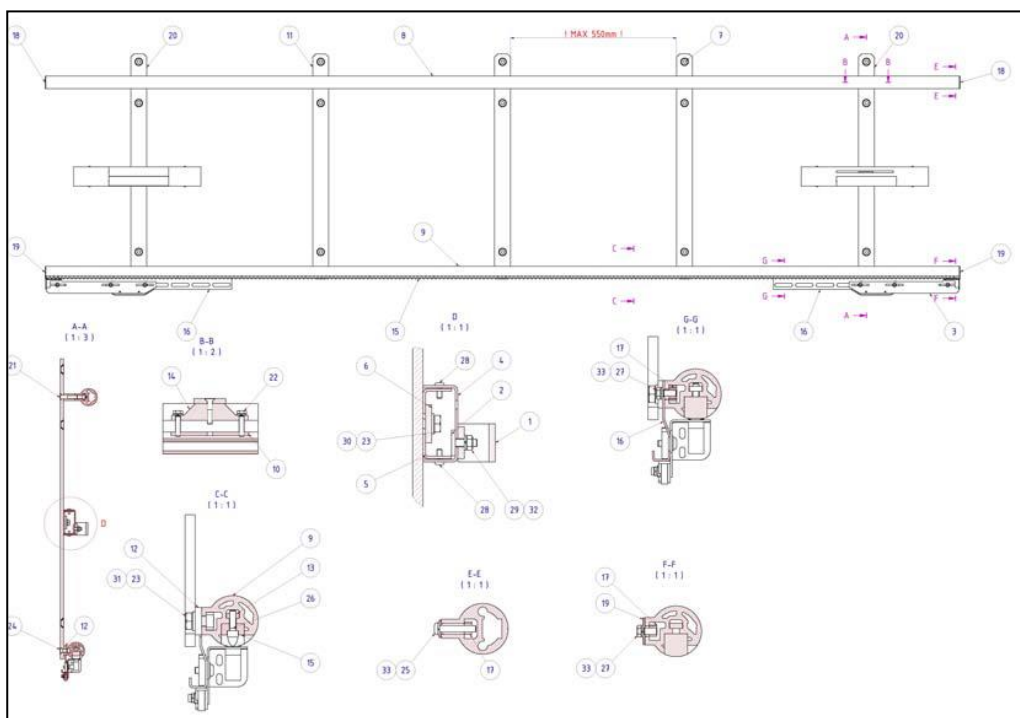 18 20 11 8 ! MAX 550mm ! 7 A 20
B B E 18
E
19 9 C G F 19
16 15 C G A 16 F 3
A-A
( 1 : 3 )
21
B-B
( 1 : 2 )
14 22
10
D
( 1 : 1 )
28 4
6 2
1
30 23
5
28 29 32
G-G
( 1 : 1 )
17
33 27
16
D
24 12
C-C
( 1 : 1 )
12 9
13
31 23
26
15
E-E
( 1 : 1 )
33 25 17
F-F
( 1 : 1 )
17
19
33 27